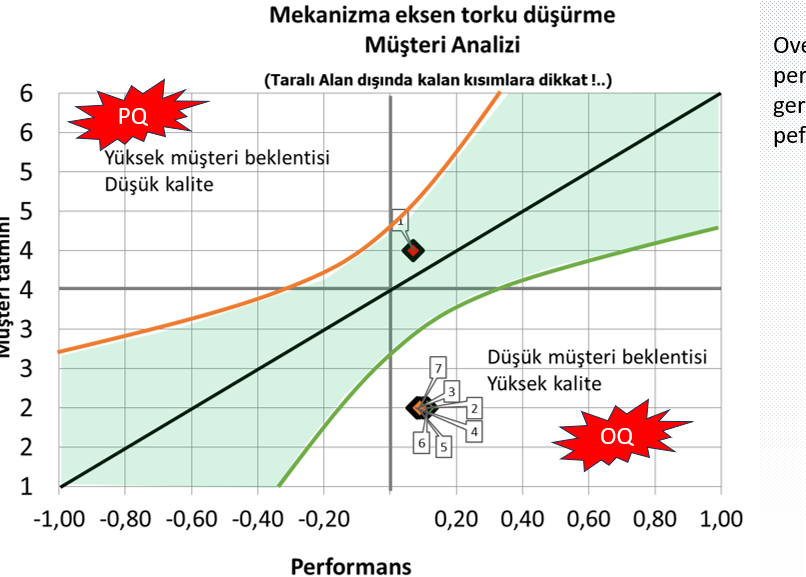 Mekanizma eksen torku düşürme
Müşteri Analizi
(Taralı Alan dışında kalan kısımlara dikkat !..)
PQ
Yüksek müşteri beklentisi
Düşük kalite
6
6
5
5
4
4
3
3
2
2
1
Müşteri tatmini
1
7
3
2
4
5
6
Düşük müşteri beklentisi
Yüksek kalite
OQ
-1,00 -0,80 -0,60 -0,40 -0,20 0,20 0,40 0,60 0,80 1,00
Performans
Ove
per
ger
pef